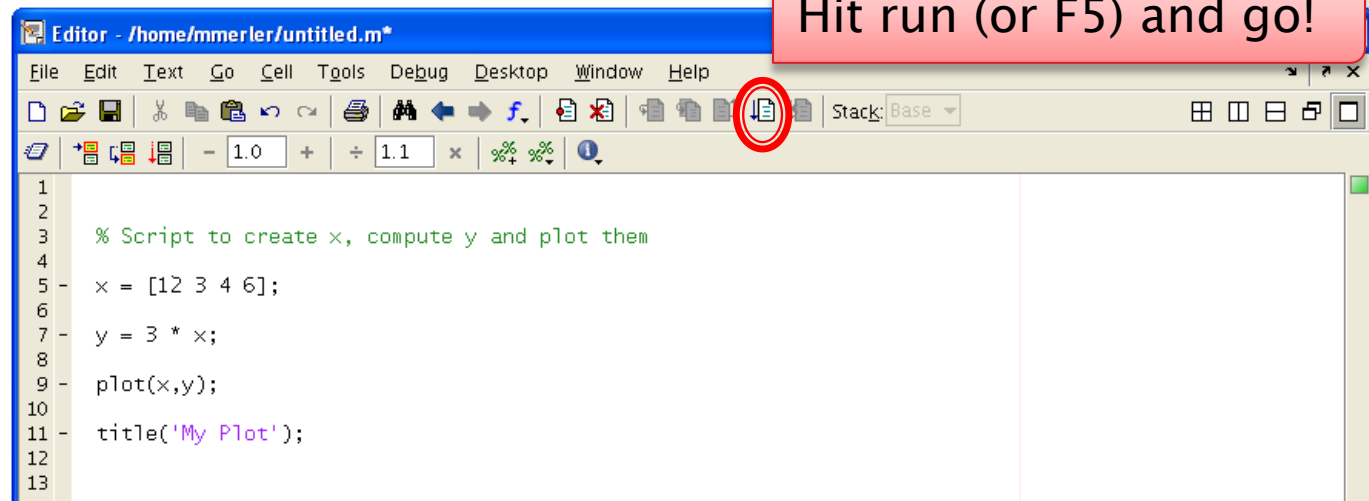 Hit run (or F5) and go!
Editor - /home/mmerler/untitled.m*
File Edit Text Go Cell Tools Debug Desktop Window Help
Stack: Base
- 1.0 + ÷ 1.1 ×
1
2
3 % Script to create x, compute y and plot them
4
5 - x = [12 3 4 6];
6
7 - y = 3 * x;
8
9 - plot(x,y);
10
11 - title('My Plot');
12
13